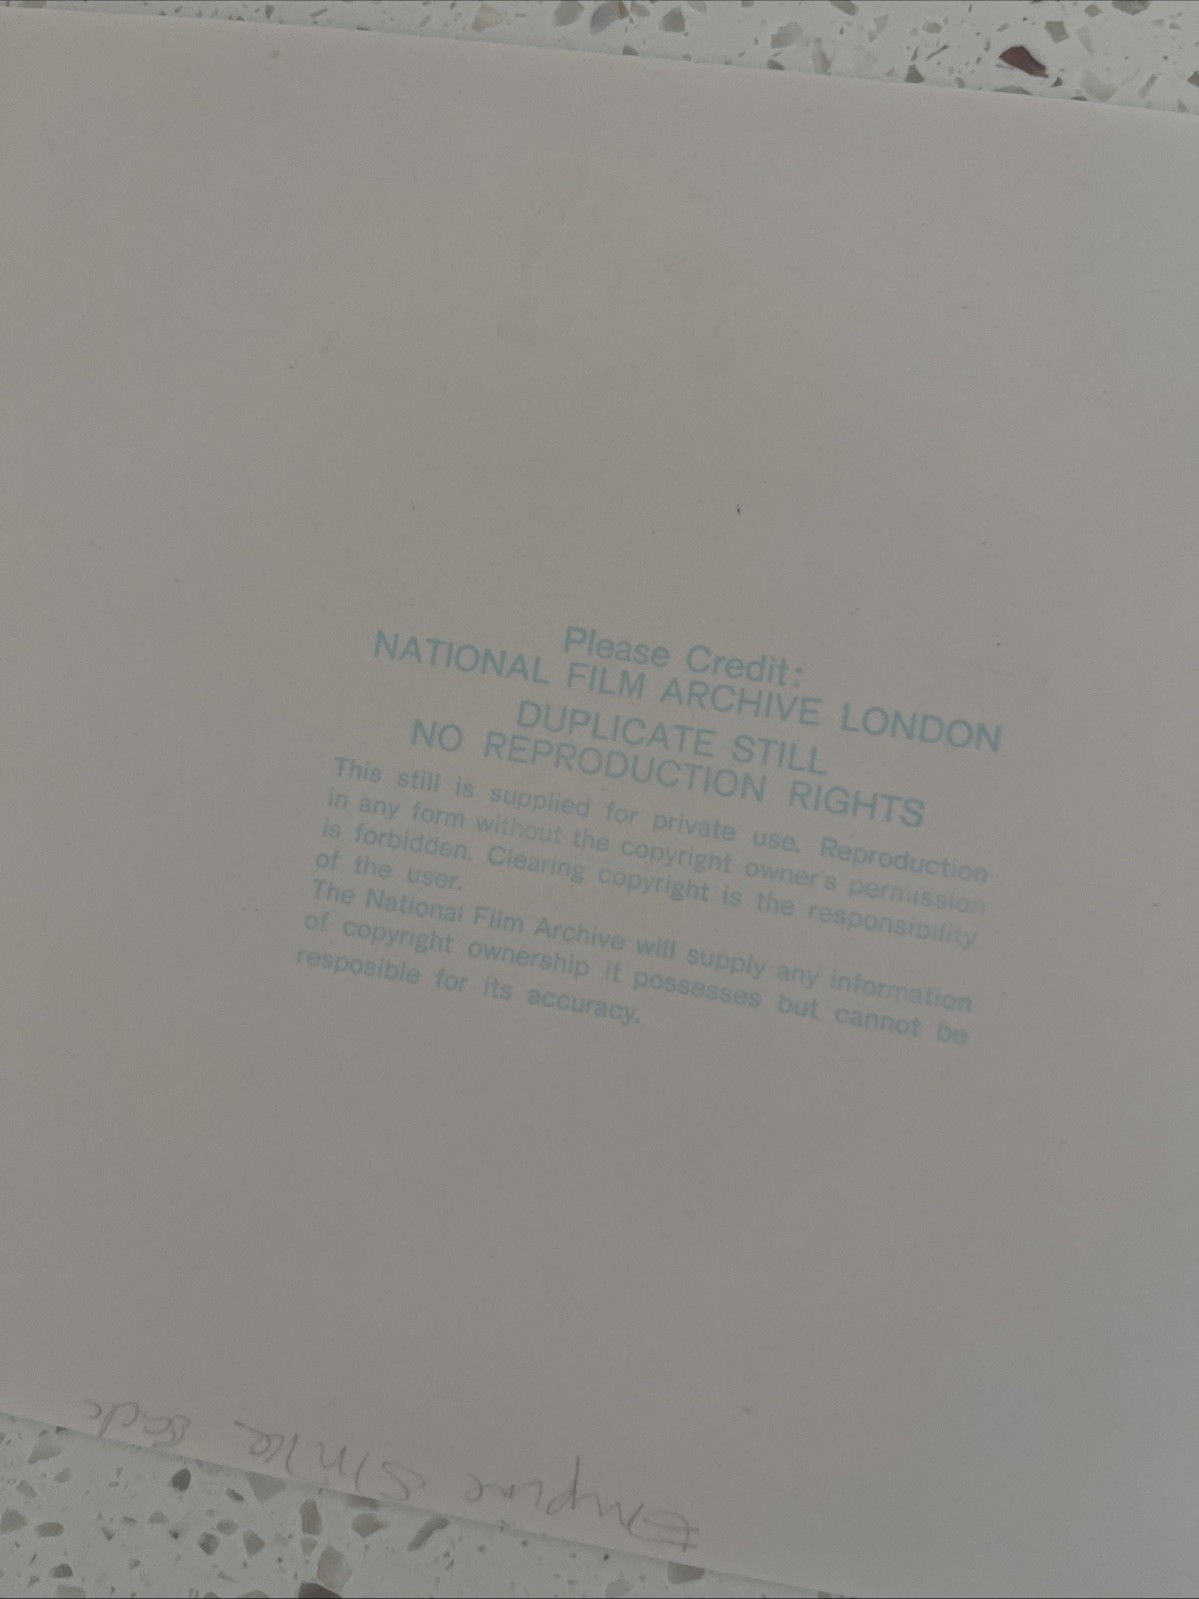 Please Credit:
NATIONAL FILM ARCHIVE LONDON
DUPLICATE STILL
NO REPRODUCTION RIGHTS
This still is supplied for private use. Reproduction
in any form without the copyright owner's permission
is forbidden. Clearing copyright is the responsibility
of the user.
The National Film Archive will supply any information
of copyright ownership it possesses but cannot be
resposible for its accuracy.
Empire Strike Back